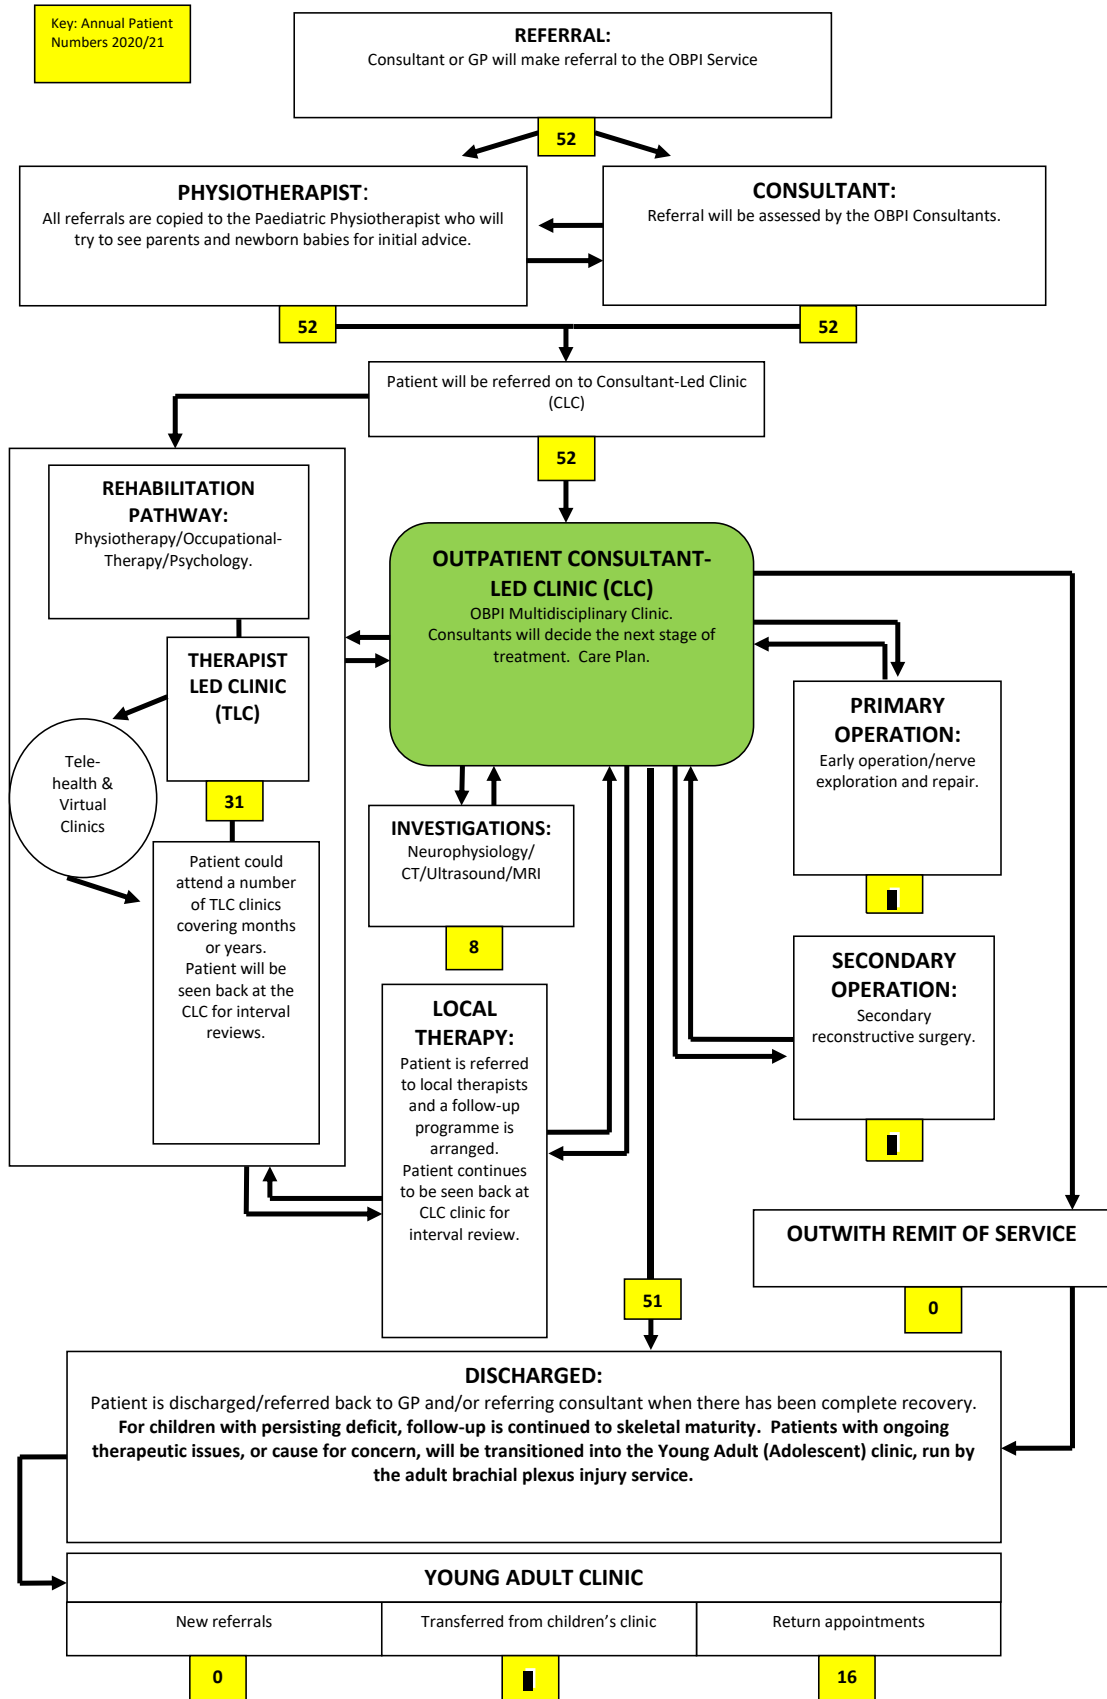 Key: Annual Patient
Numbers 2020/21
REFERRAL:
Consultant or GP will make referral to the OBPI Service
52
PHYSIOTHERAPIST:
All referrals are copied to the Paediatric Physiotherapist who will
try to see parents and newborn babies for initial advice.
CONSULTANT:
Referral will be assessed by the OBPI Consultants.
52
52
Patient will be referred on to Consultant-Led Clinic
(CLC)
52
REHABILITATION
PATHWAY:
Physiotherapy/Occupational-
Therapy/Psychology.
OUTPATIENT CONSULTANT-
LED CLINIC (CLC)
OBPI Multidisciplinary Clinic.
Consultants will decide the next stage of
treatment.  Care Plan.
THERAPIST
LED CLINIC
(TLC)
Tele-
health &
Virtual
Clinics
31
PRIMARY
OPERATION:
Early operation/nerve
exploration and repair.
INVESTIGATIONS:
Neurophysiology/
CT/Ultrasound/MRI
8
Patient could
attend a number
of TLC clinics
covering months
or years.
Patient will be
seen back at the
CLC for interval
reviews.
SECONDARY
OPERATION:
Secondary
reconstructive surgery.
LOCAL
THERAPY:
Patient is referred
to local therapists
and a follow-up
programme is
arranged.
Patient continues
to be seen back at
CLC clinic for
interval review.
OUTWITH REMIT OF SERVICE
0
51
DISCHARGED:
Patient is discharged/referred back to GP and/or referring consultant when there has been complete recovery.
For children with persisting deficit, follow-up is continued to skeletal maturity.  Patients with ongoing
therapeutic issues, or cause for concern, will be transitioned into the Young Adult (Adolescent) clinic, run by
the adult brachial plexus injury service.
YOUNG ADULT CLINIC
New referrals
Transferred from children's clinic
Return appointments
0
16